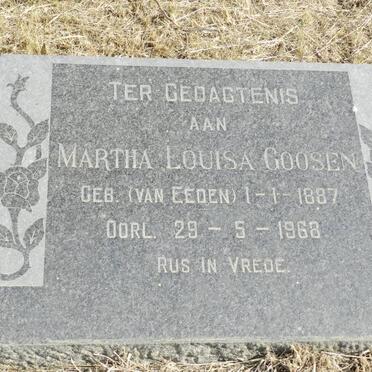 TER GEDAGTENIS
AAN
MARTHA LOUISA GOOSEN
GEB. (VAN EEDEN) 1-1-1887
OORL. 29 - 5 - 1968
RUS IN VREDE.